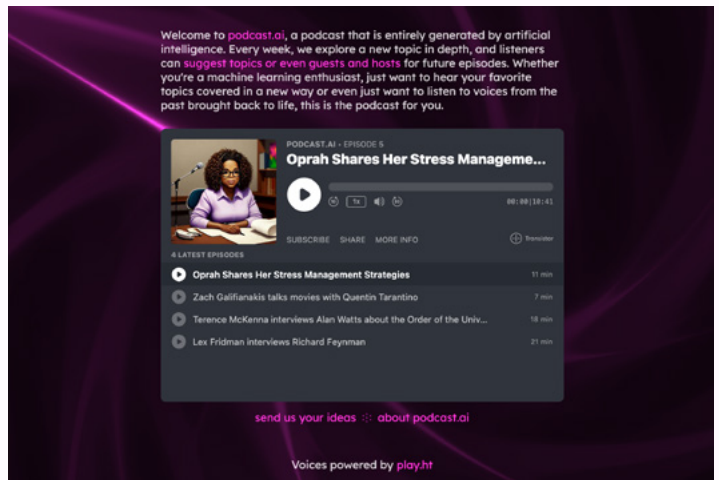 Welcome to podcast.ai, a podcast that is entirely generated by artificial
intelligence. Every week, we explore a new topic in depth, and listeners
can suggest topics or even guests and hosts for future episodes. Whether
you're a machine learning enthusiast, just want to hear your favorite
topics covered in a new way or even just want to listen to voices from the
past brought back to life, this is the podcast for you.
PODCAST.AI - EPISODE 5
Oprah Shares Her Stress Manageme...
1x
00:00|10:41
SUBSCRIBE SHARE MORE INFO
Transistor
4 LATEST EPISODES
Oprah Shares Her Stress Management Strategies 11 min
Zach Galifianakis talks movies with Quentin Tarantino 7 min
Terence McKenna interviews Alan Watts about the Order of the Univ... 18 min
Lex Fridman interviews Richard Feynman 21 min
send us your ideas about podcast.ai
Voices powered by play.ht